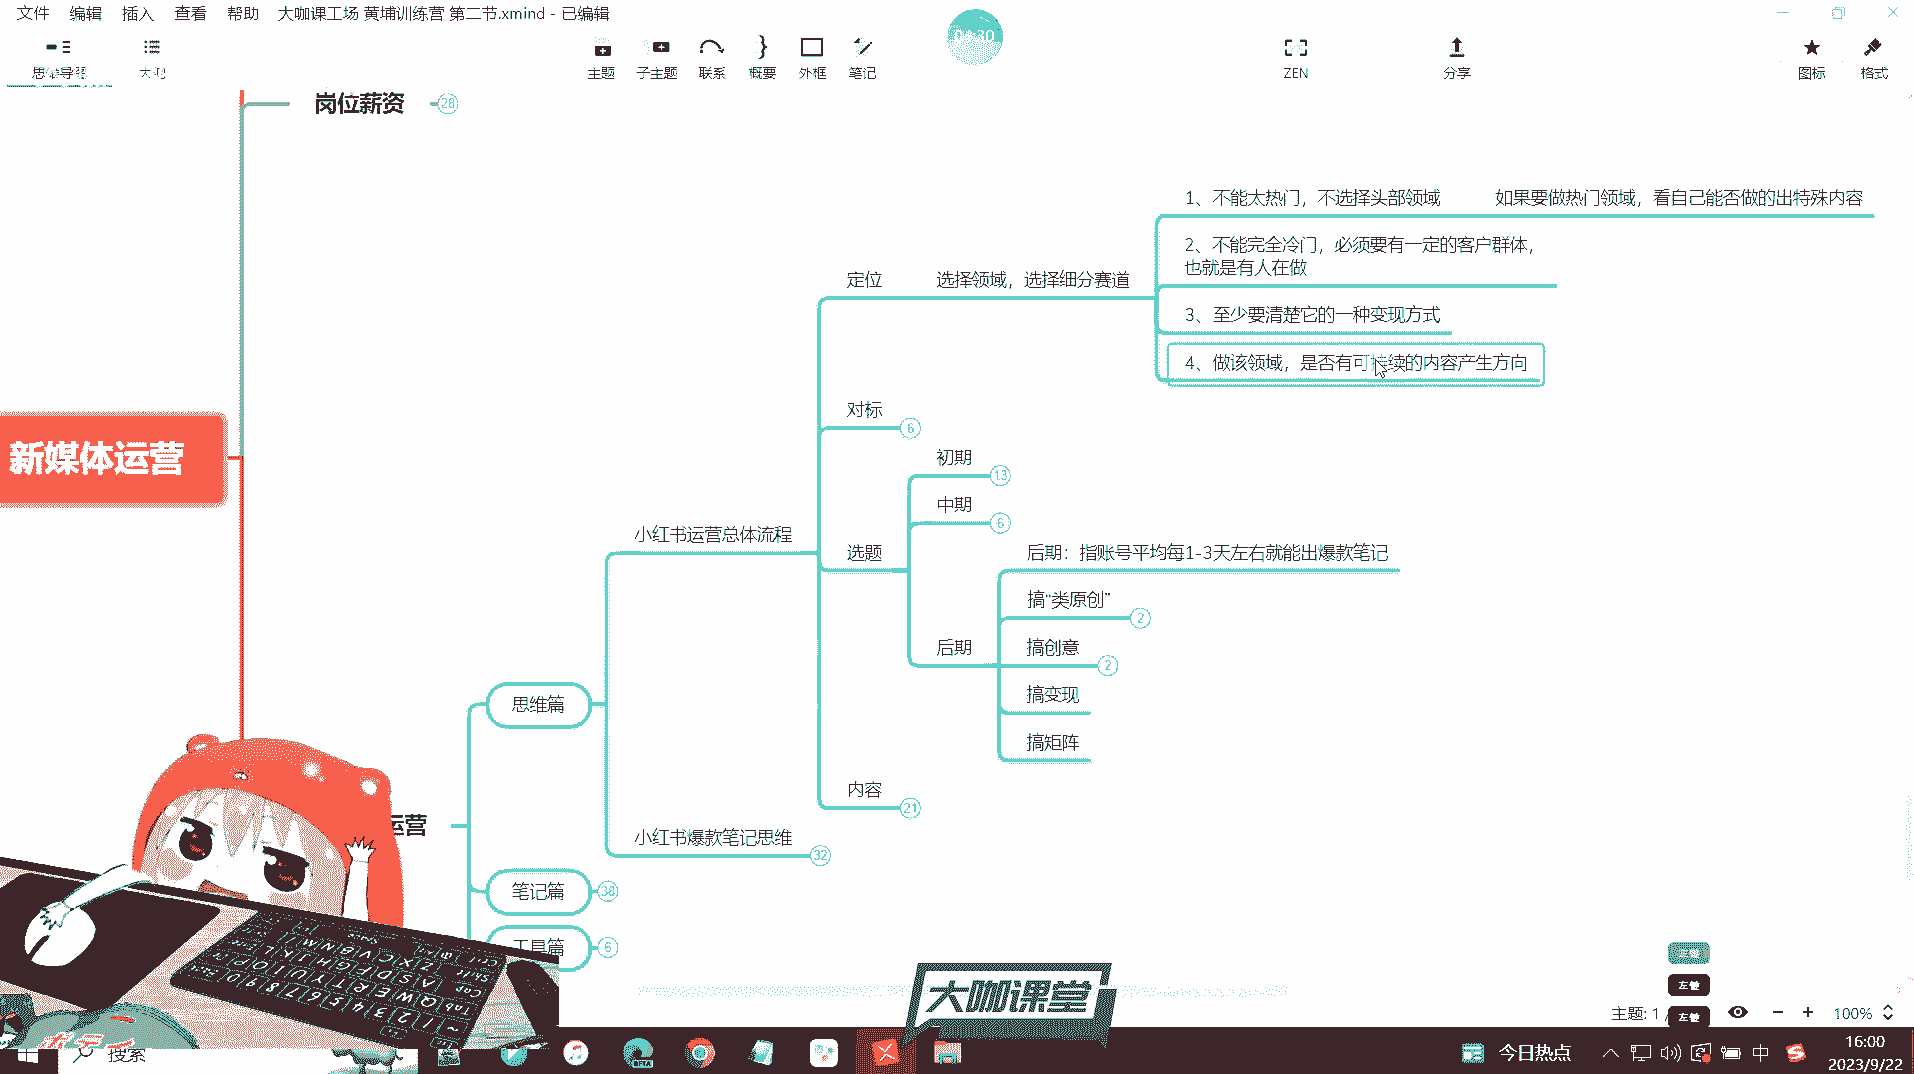 文件 编辑 插入 查看 帮助 大咖课工场 黄埔训练营 第二节.xmind - 已编辑
思维导图 大纲 主题 子主题 联系 概要 外框 笔记 ZEN 分享 图标 格式
岗位薪资 28
1、不能太热门，不选择头部领域 如果要做热门领域，看自己能否做的出特殊内容
2、不能完全冷门，必须要有一定的客户群体，
也就是有人在做
定位 选择领域，选择细分赛道
3、至少要清楚它的一种变现方式
4、做该领域，是否有可持续的内容产生方向
对标 6
新媒体运营
初期 13
中期 6
小红书运营总体流程
选题
后期：指账号平均每1-3天左右就能出爆款笔记
搞“类原创” 2
后期
搞创意 2
搞变现
搞矩阵
思维篇
内容 21
运营
小红书爆款笔记思维 32
笔记篇 38
工具篇 6
大咖课堂
左键
左键
主题: 1 /
100%
搜索
今日热点
中
16:00
2023/9/22